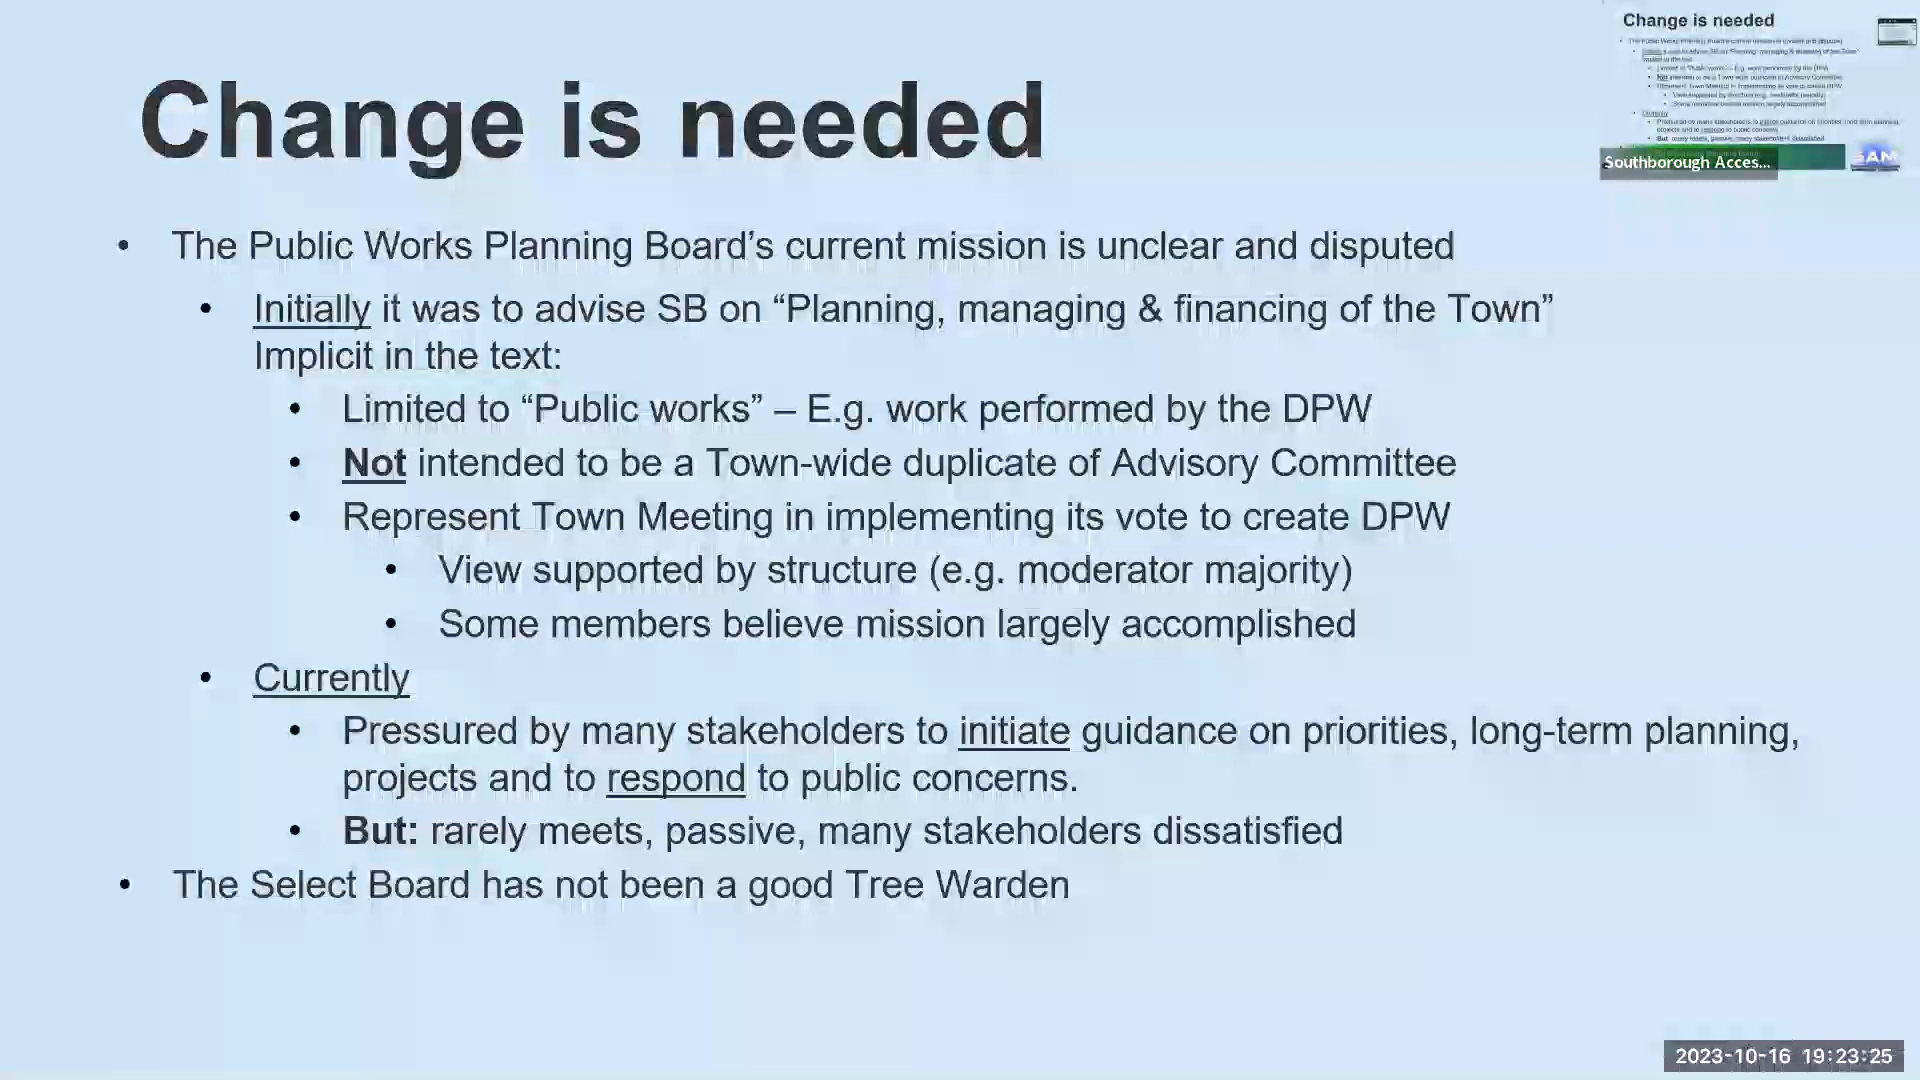 Change is needed
• The Public Works Planning Board’s current mission is unclear and disputed
• Initially it was to advise SB on “Planning, managing & financing of the Town”
Implicit in the text:
• Limited to “Public works” – E.g. work performed by the DPW
• Not intended to be a Town-wide duplicate of Advisory Committee
• Represent Town Meeting in implementing its vote to create DPW
• View supported by structure (e.g. moderator majority)
• Some members believe mission largely accomplished
• Currently
• Pressured by many stakeholders to initiate guidance on priorities, long-term planning,
projects and to respond to public concerns.
• But: rarely meets, passive, many stakeholders dissatisfied
• The Select Board has not been a good Tree Warden
Change is needed
Southborough Acces...
SAM
2023-10-16 19:23:25